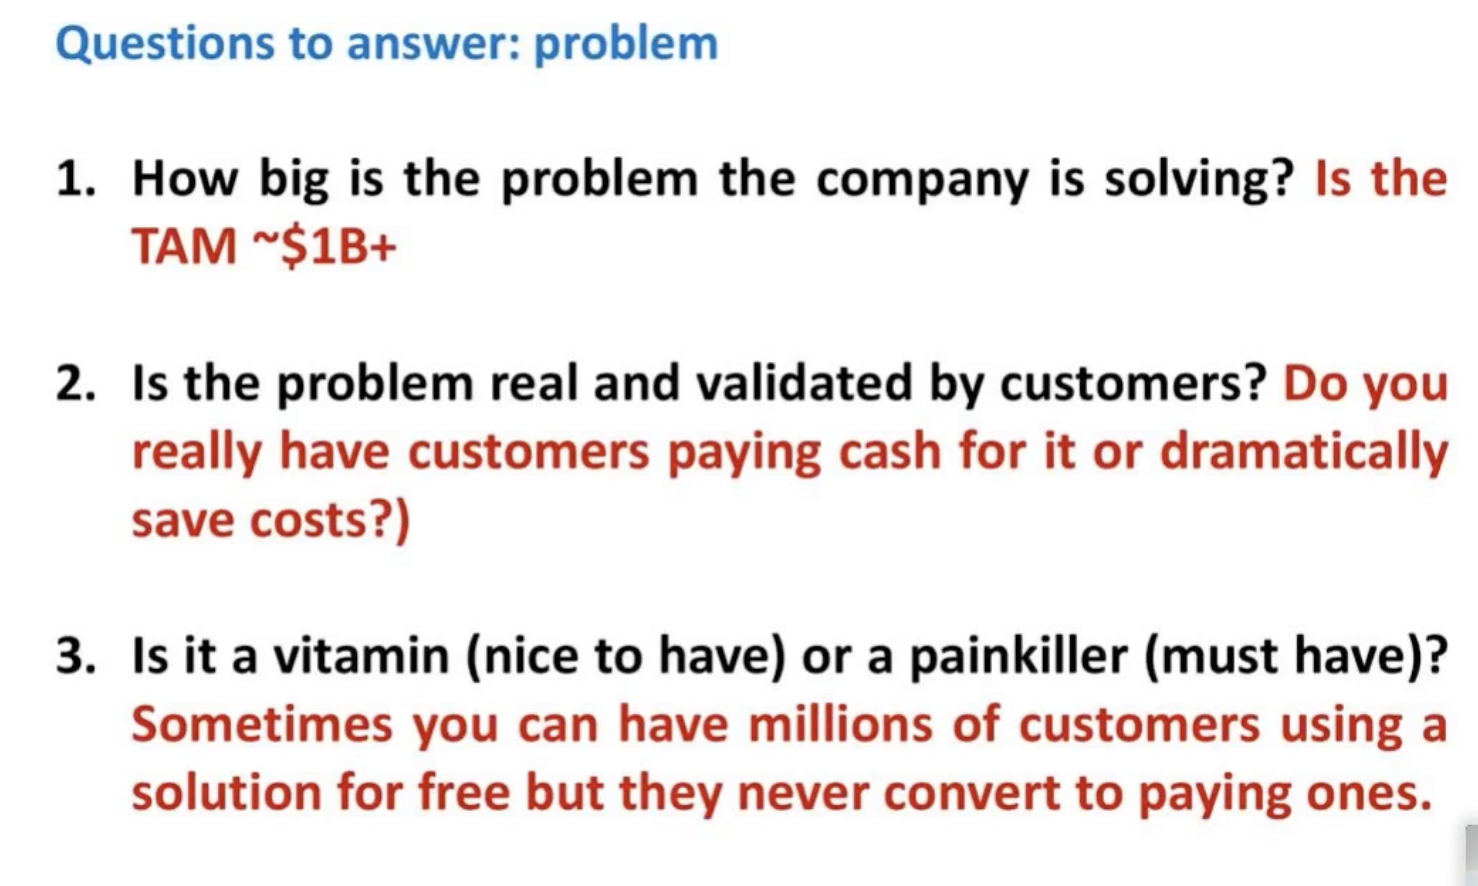 Questions to answer: problem
1. How big is the problem the company is solving? Is the
TAM ~$1B+
2. Is the problem real and validated by customers? Do you
really have customers paying cash for it or dramatically
save costs?)
3. Is it a vitamin (nice to have) or a painkiller (must have)?
Sometimes you can have millions of customers using a
solution for free but they never convert to paying ones.